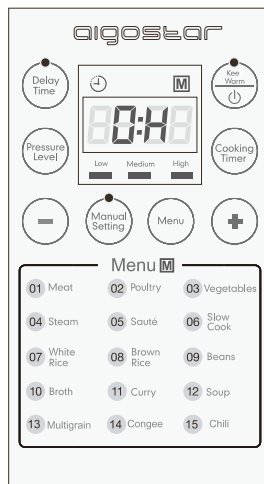 aigostar
Delay Time
M
Kee Warm
0:H
Low Medium High
Pressure Level
Cooking Timer
Manual Setting
Menu
Menu M
01 Meat
02 Poultry
03 Vegetables
04 Steam
05 Sauté
06 Slow Cook
07 White Rice
08 Brown Rice
09 Beans
10 Broth
11 Curry
12 Soup
13 Multigrain
14 Congee
15 Chili